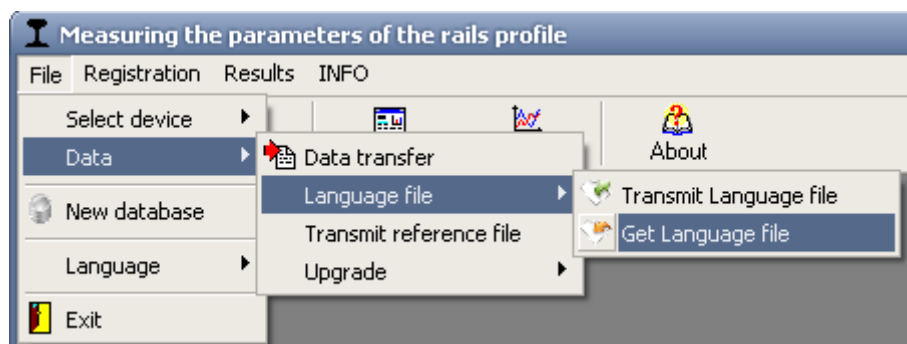 Measuring the parameters of the rails profile
File Registration Results INFO
Select device
Data
New database
Language
Exit
Data transfer
Language file
Transmit reference file
Upgrade
Transmit Language file
Get Language file
About